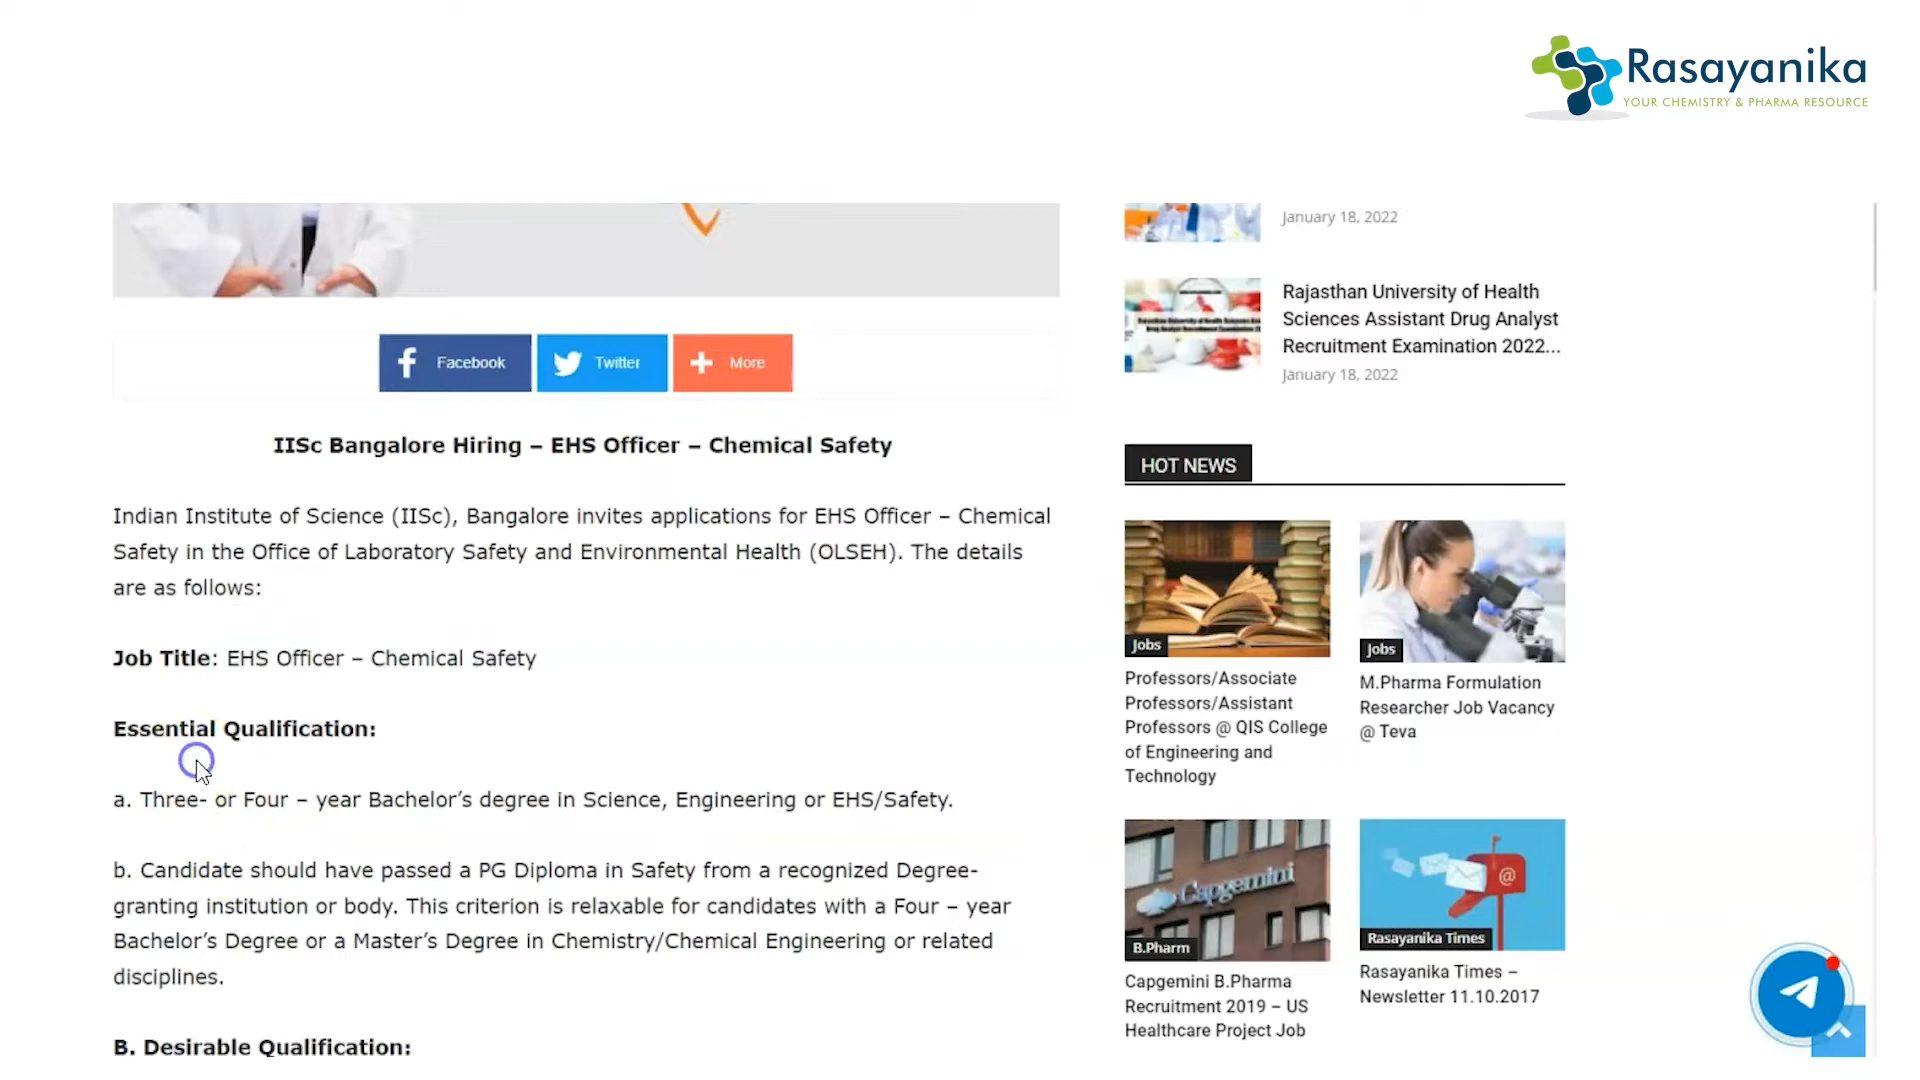 Rasayanika
YOUR CHEMISTRY & PHARMA RESOURCE
Facebook
Twitter
More
IISc Bangalore Hiring – EHS Officer – Chemical Safety
Indian Institute of Science (IISc), Bangalore invites applications for EHS Officer – Chemical
Safety in the Office of Laboratory Safety and Environmental Health (OLSEH). The details
are as follows:
Job Title: EHS Officer – Chemical Safety
Essential Qualification:
a. Three- or Four – year Bachelor’s degree in Science, Engineering or EHS/Safety.
b. Candidate should have passed a PG Diploma in Safety from a recognized Degree-
granting institution or body. This criterion is relaxable for candidates with a Four – year
Bachelor’s Degree or a Master’s Degree in Chemistry/Chemical Engineering or related
disciplines.
B. Desirable Qualification:
January 18, 2022
Rajasthan University of Health
Sciences Assistant Drug Analyst
Recruitment Examination 2022...
January 18, 2022
HOT NEWS
Jobs
Professors/Associate
Professors/Assistant
Professors @ QIS College
of Engineering and
Technology
Jobs
M.Pharma Formulation
Researcher Job Vacancy
@ Teva
Capgemini
B.Pharm
Capgemini B.Pharma
Recruitment 2019 – US
Healthcare Project Job
@
Rasayanika Times
Rasayanika Times –
Newsletter 11.10.2017